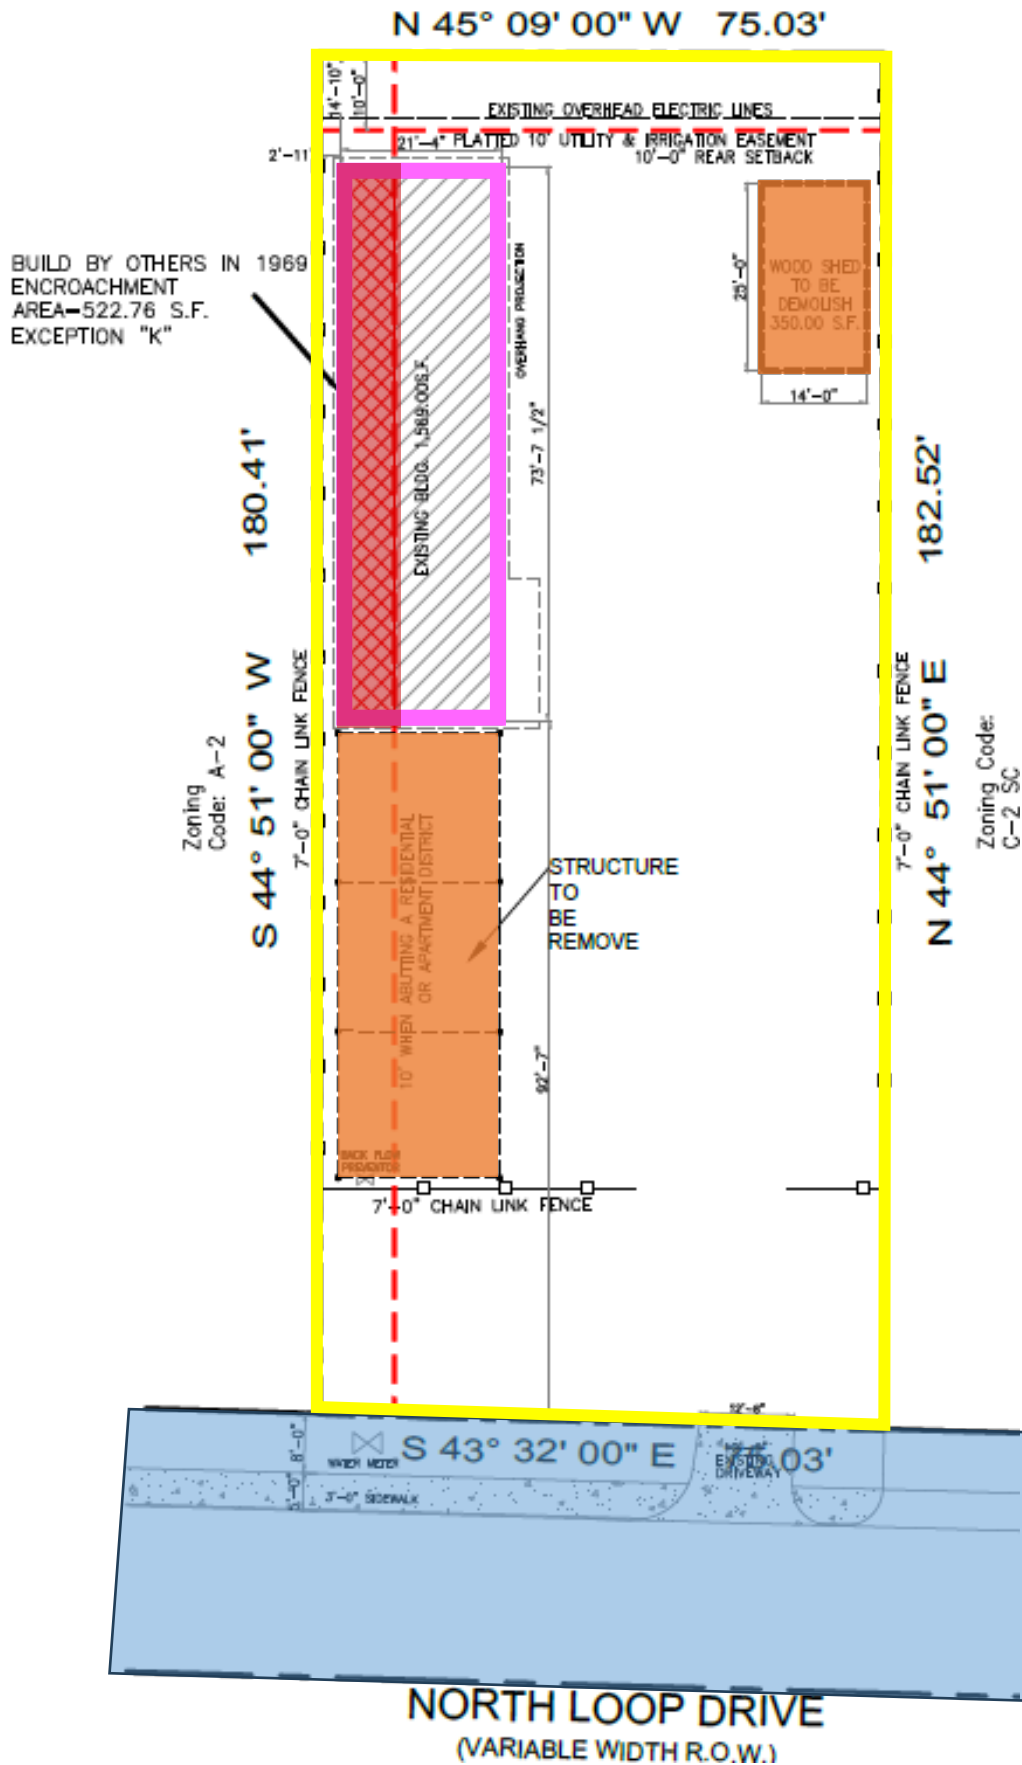 N 45° 09' 00" W 75.03'
14'-10"
10'-0"
EXISTING OVERHEAD ELECTRIC LINES
21'-4"
PLATTED 10' UTILITY & IRRIGATION EASEMENT
10'-0" REAR SETBACK
2'-11"
BUILD BY OTHERS IN 1969
ENCROACHMENT
AREA=522.76 S.F.
EXCEPTION "K"
OVERHANG PROJECTION
EXISTING BLDG. 1,569.00S.F.
73'-7 1/2"
25'-0"
WOOD SHED
TO BE
DEMOLISH
350.00 S.F.
14'-0"
180.41'
S 44° 51' 00" W
182.52'
N 44° 51' 00" E
7'-0" CHAIN LINK FENCE
7'-0" CHAIN LINK FENCE
Zoning
Code: A-2
Zoning Code:
C-2 SC
10' WHEN ABUTTING A RESIDENTIAL
OR APARTMENT DISTRICT
STRUCTURE
TO
BE
REMOVE
92'-7"
BACK FLOW
PREVENTOR
7'-0" CHAIN LINK FENCE
12'-6"
8'-0"
5'-0"
S 43° 32' 00" E
.03'
WATER METER
EXISTING
DRIVEWAY
SIDEWALK
NORTH LOOP DRIVE
(VARIABLE WIDTH R.O.W.)